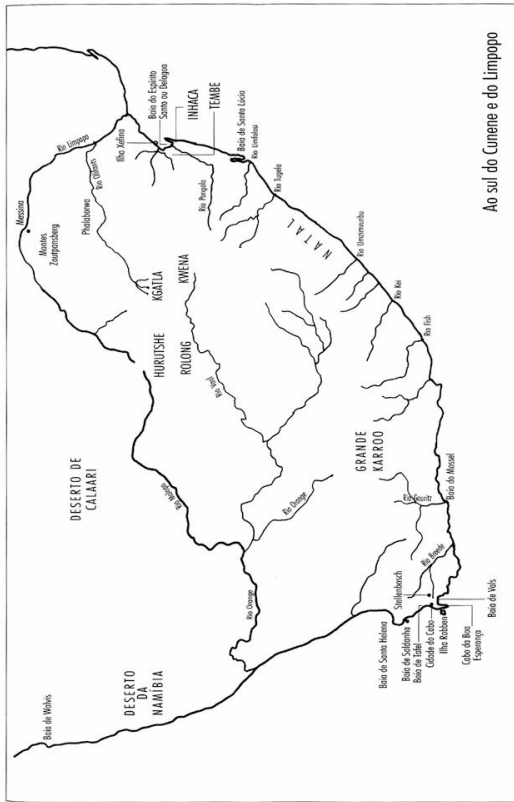 Ao sul do Cunene e do Limpopo
Messina
Montes
Zoutpansberg
Rio Limpopo
Phalaborwa
Rio Olifants
Ilha Xefina
Baía do Espírito
Santo ou Delagoa
INHACA
TEMBE
Baía de Santa Lúcia
Rio Umfolosi
Rio Pongola
Rio Tugela
KGATLA
KWENA
HURUTSHE
ROLONG
Rio Vaal
NATAL
Rio Umzimvubu
Rio Kei
Rio Fish
DESERTO DE
CALAARI
Rio Molopo
GRANDE
KARROO
Rio Orange
Rio Orange
Rio Gouritz
Baía do Mossel
Rio Breede
Stellenbosch
Baía de Santa Helena
Baía de Saldanha
Baía de Tafel
Cidade do Cabo
Ilha Robben
Cabo da Boa
Esperança
Baía de Vals
DESERTO
DA
NAMÍBIA
Baía de Walvis